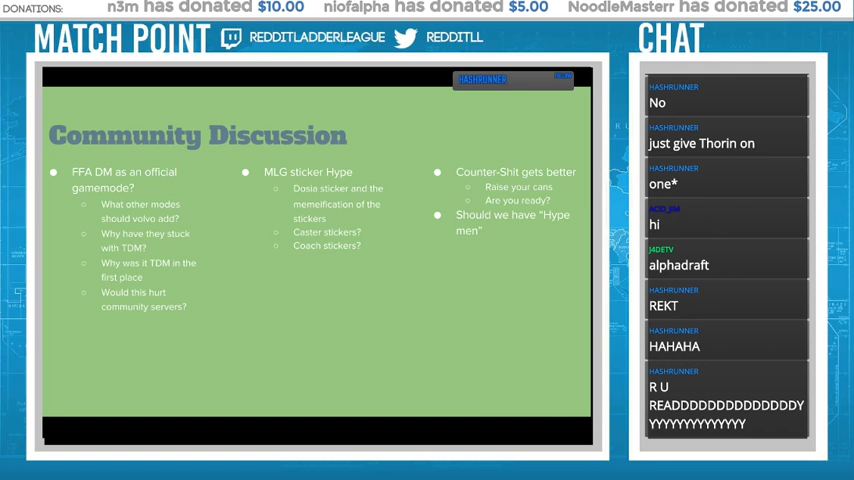 DONATIONS: n3m has donated $10.00 niofalpha has donated $5.00 NoodleMasterr has donated $25.00
MATCH POINT REDDITLADDERLEAGUE REDDITLL
CHAT
HASHRUNNER
Community Discussion
FFA DM as an official
gamemode?
What other modes
should volvo add?
Why have they stuck
with TDM?
Why was it TDM in the
first place
Would this hurt
community servers?
MLG sticker Hype
Dosia sticker and the
memeification of the
stickers
Caster stickers?
Coach stickers?
Counter-Shit gets better
Raise your cans
Are you ready?
Should we have “Hype
men”
HASHRUNNER
No
HASHRUNNER
just give Thorin on
HASHRUNNER
one*
hi
J4DETV
alphadraft
HASHRUNNER
REKT
HASHRUNNER
HAHAHA
HASHRUNNER
R U
READDDDDDDDDDDDDDDY
YYYYYYYYYYYYYY